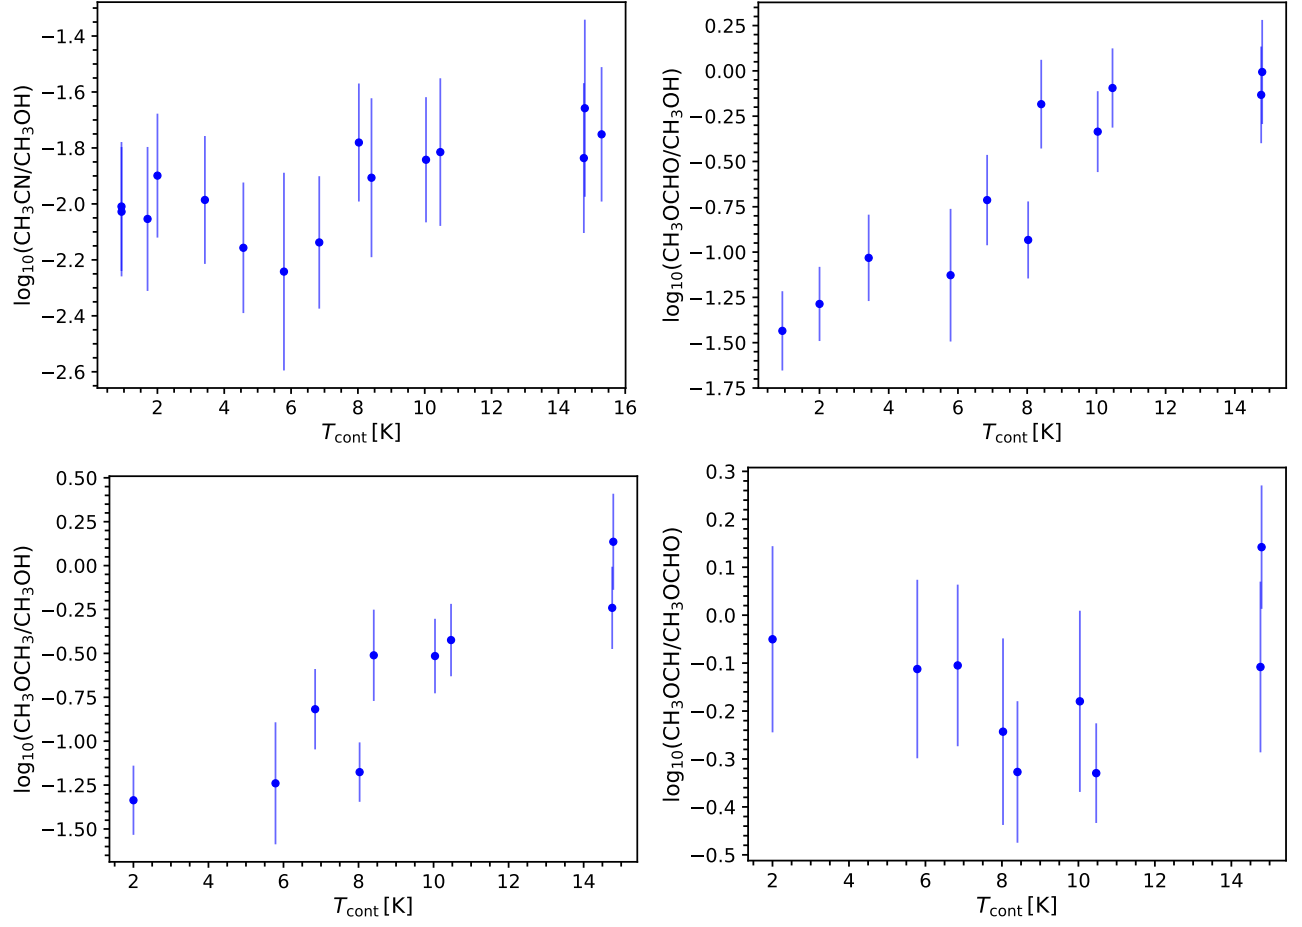 log₁₀(CH₃CN/CH₃OH)
−1.4
−1.6
−1.8
−2.0
−2.2
−2.4
−2.6
2 4 6 8 10 12 14 16
T_cont [K]
log₁₀(CH₃OCHO/CH₃OH)
0.25
0.00
−0.25
−0.50
−0.75
−1.00
−1.25
−1.50
−1.75
2 4 6 8 10 12 14
T_cont [K]
log₁₀(CH₃OCH₃/CH₃OH)
0.50
0.25
0.00
−0.25
−0.50
−0.75
−1.00
−1.25
−1.50
2 4 6 8 10 12 14
T_cont [K]
log₁₀(CH₃OCH/CH₃OCHO)
0.3
0.2
0.1
0.0
−0.1
−0.2
−0.3
−0.4
−0.5
2 4 6 8 10 12 14
T_cont [K]